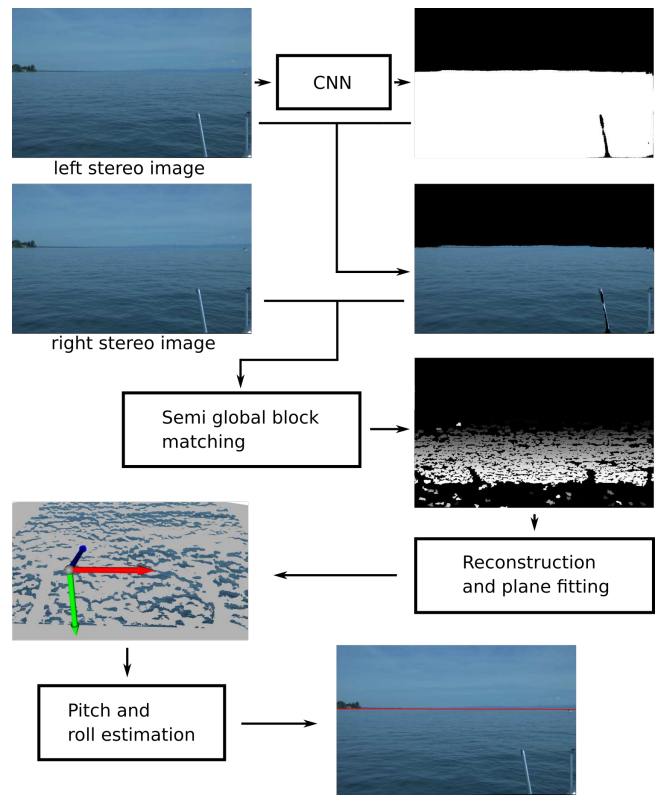 CNN
left stereo image
right stereo image
Semi global block
matching
Reconstruction
and plane fitting
Pitch and
roll estimation